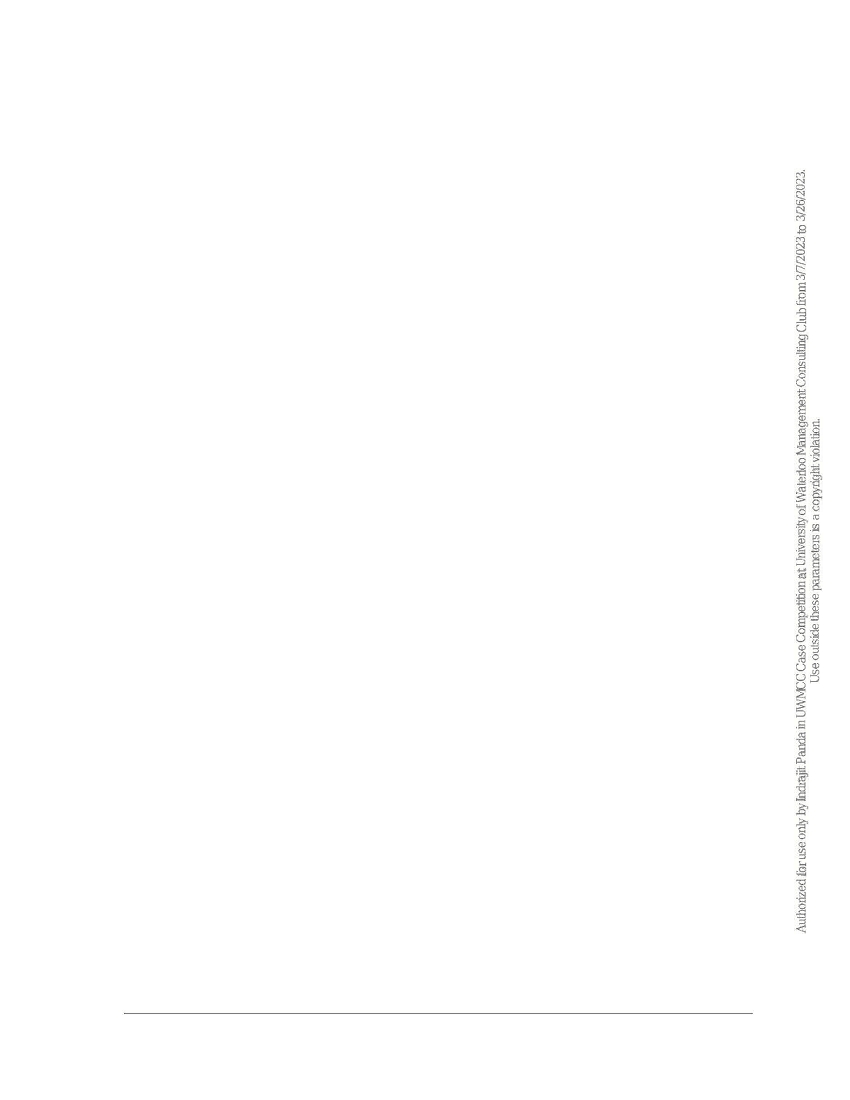 Authorized for use only by Indrajit Panda in UWMCC Case Competition at University of Waterloo Management Consulting Club from 3/7/2023 to 3/26/2023.
Use outside these parameters is a copyright violation.